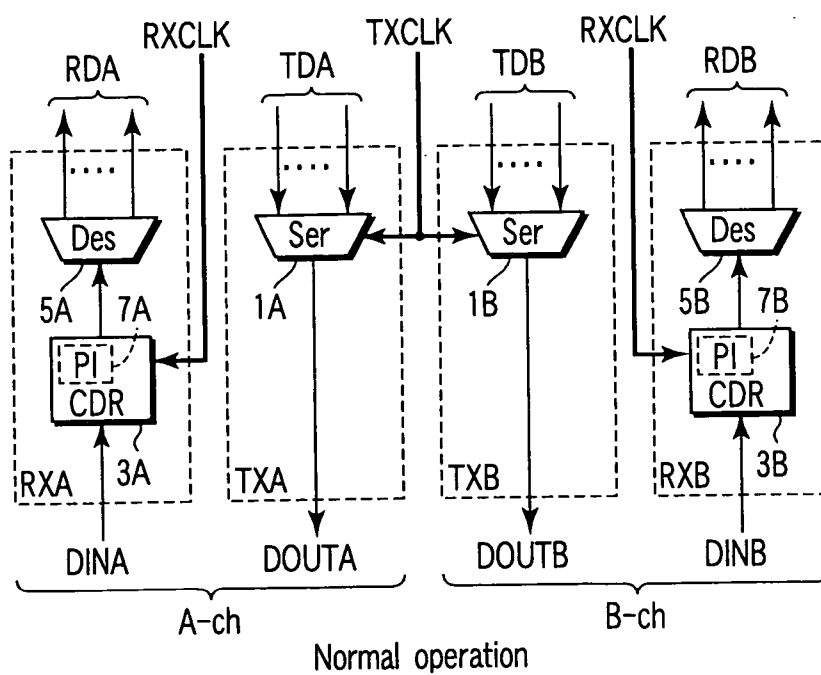 RXCLK TXCLK RXCLK
RDA TDA TDB RDB
Des Ser Ser Des
5A 7A 1A 1B 5B 7B
PI PI
CDR CDR
RXA 3A TXA TXB RXB 3B
DINA DOUTA DOUTB DINB
A-ch B-ch
Normal operation